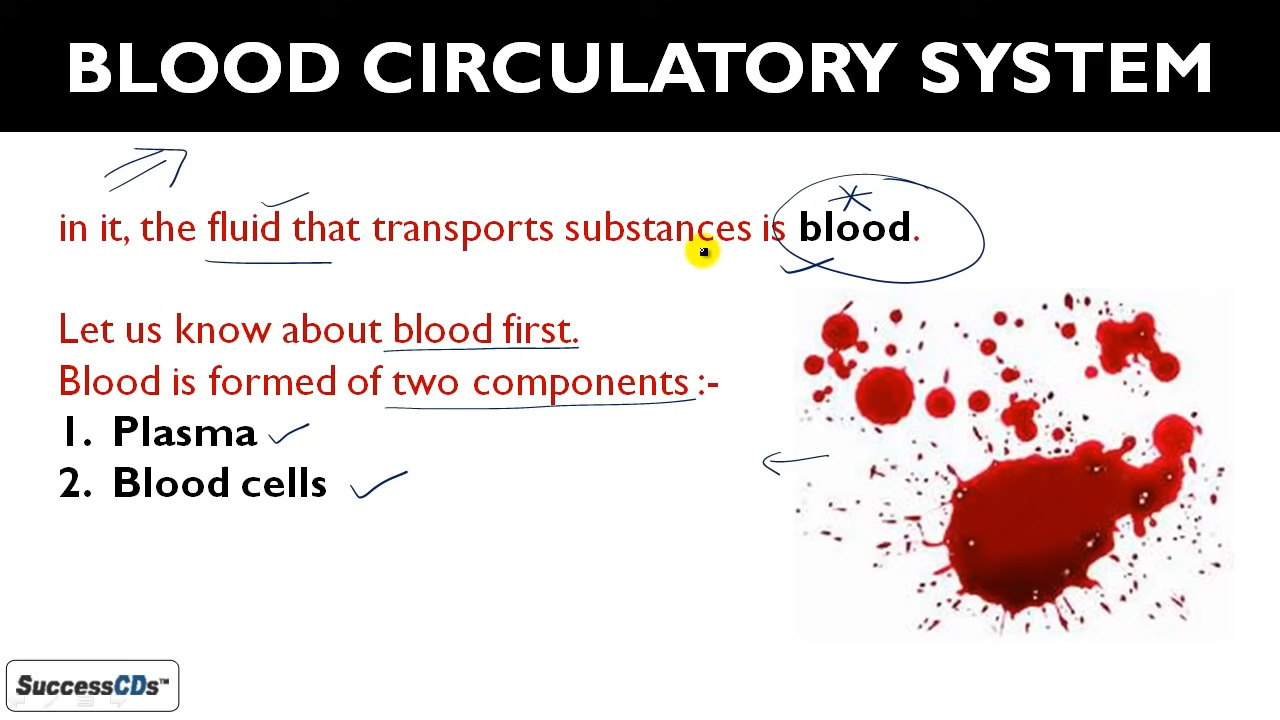 BLOOD CIRCULATORY SYSTEM
in it, the fluid that transports substances is blood.
Let us know about blood first.
Blood is formed of two components :-
1. Plasma
2. Blood cells
SuccessCDs™